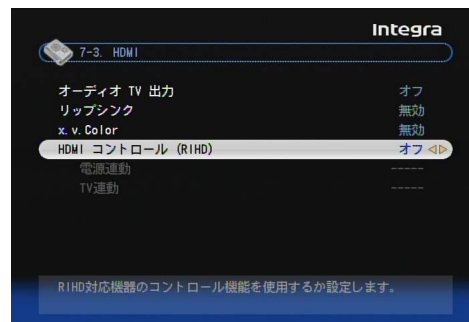 Integra
7-3. HDMI
オーディオ TV 出力 オフ
リップシンク 無効
x.v.Color 無効
HDMI コントロール (RIHD) オフ
電源連動 -----
TV連動 -----
RIHD対応機器のコントロール機能を使用するか設定します。